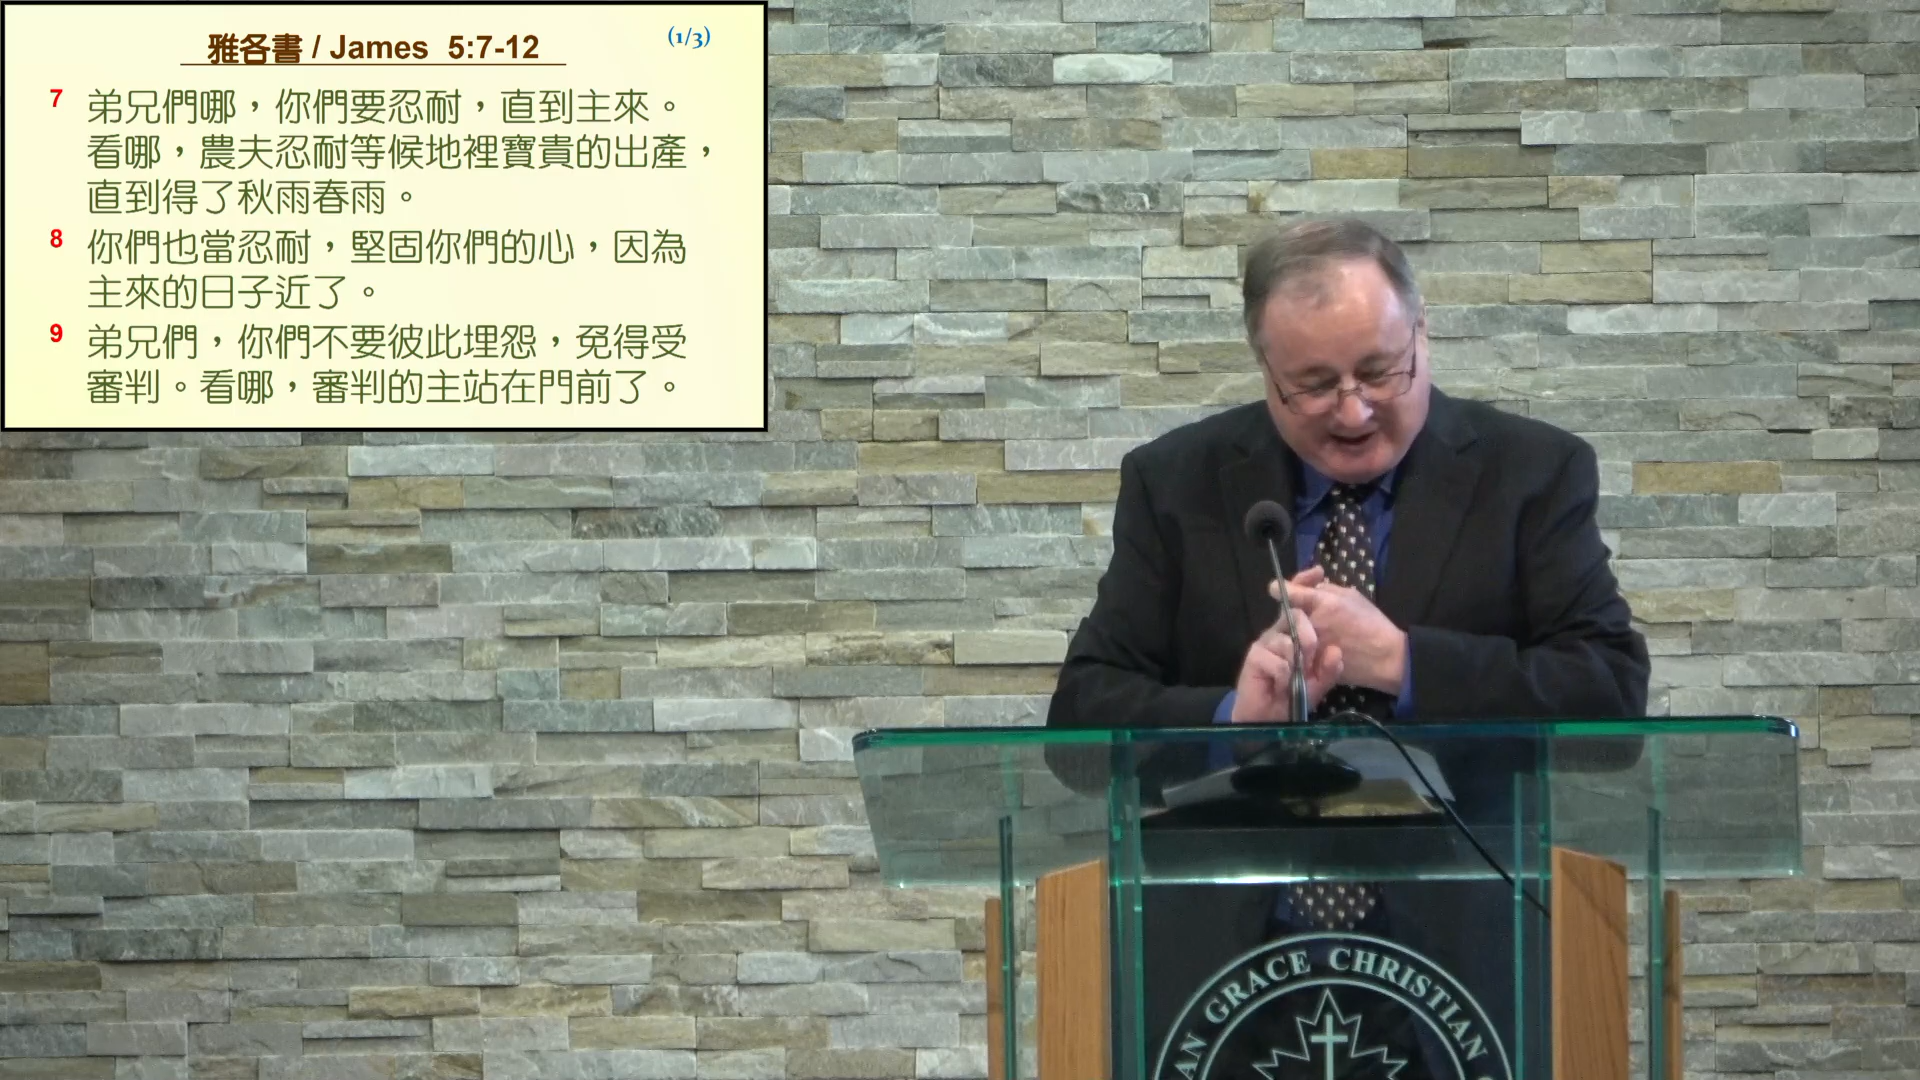 雅各書 / James 5:7-12
(1/3)
7 弟兄們哪，你們要忍耐，直到主來。
看哪，農夫忍耐等候地裡寶貴的出產，
直到得了秋雨春雨。
8 你們也當忍耐，堅固你們的心，因為
主來的日子近了。
9 弟兄們，你們不要彼此埋怨，免得受
審判。看哪，審判的主站在門前了。
AN GRACE CHRISTIAN